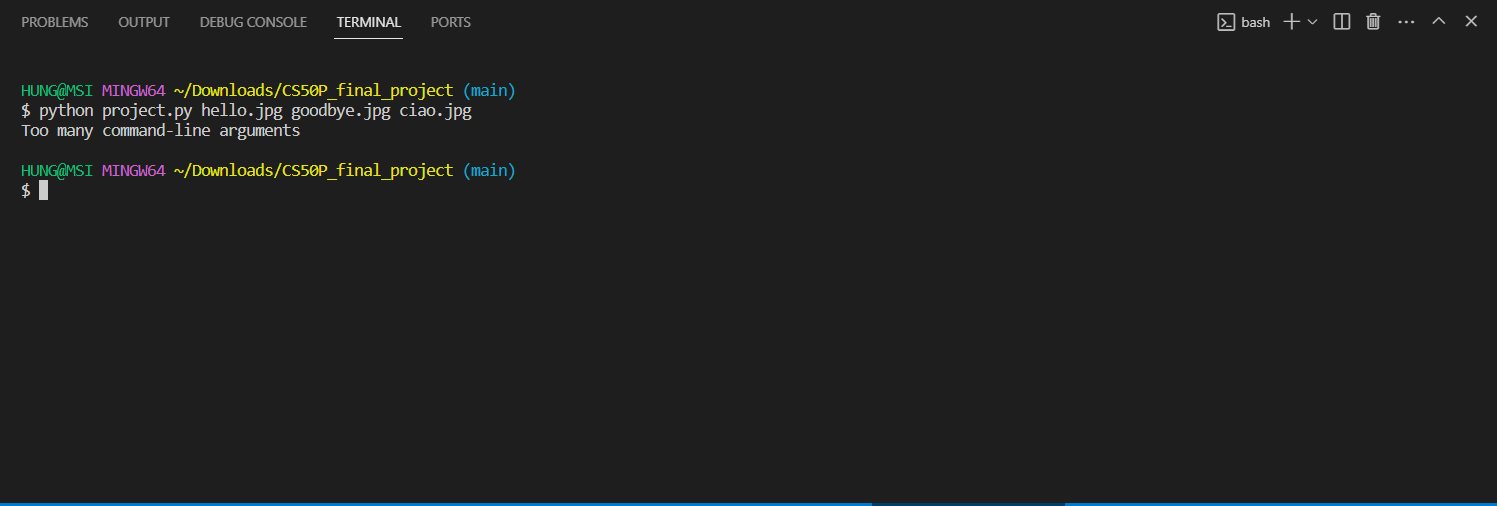 PROBLEMS OUTPUT DEBUG CONSOLE TERMINAL PORTS bash
HUNG@MSI MINGW64 ~/Downloads/CS50P_final_project (main)
$ python project.py hello.jpg goodbye.jpg ciao.jpg
Too many command-line arguments
HUNG@MSI MINGW64 ~/Downloads/CS50P_final_project (main)
$